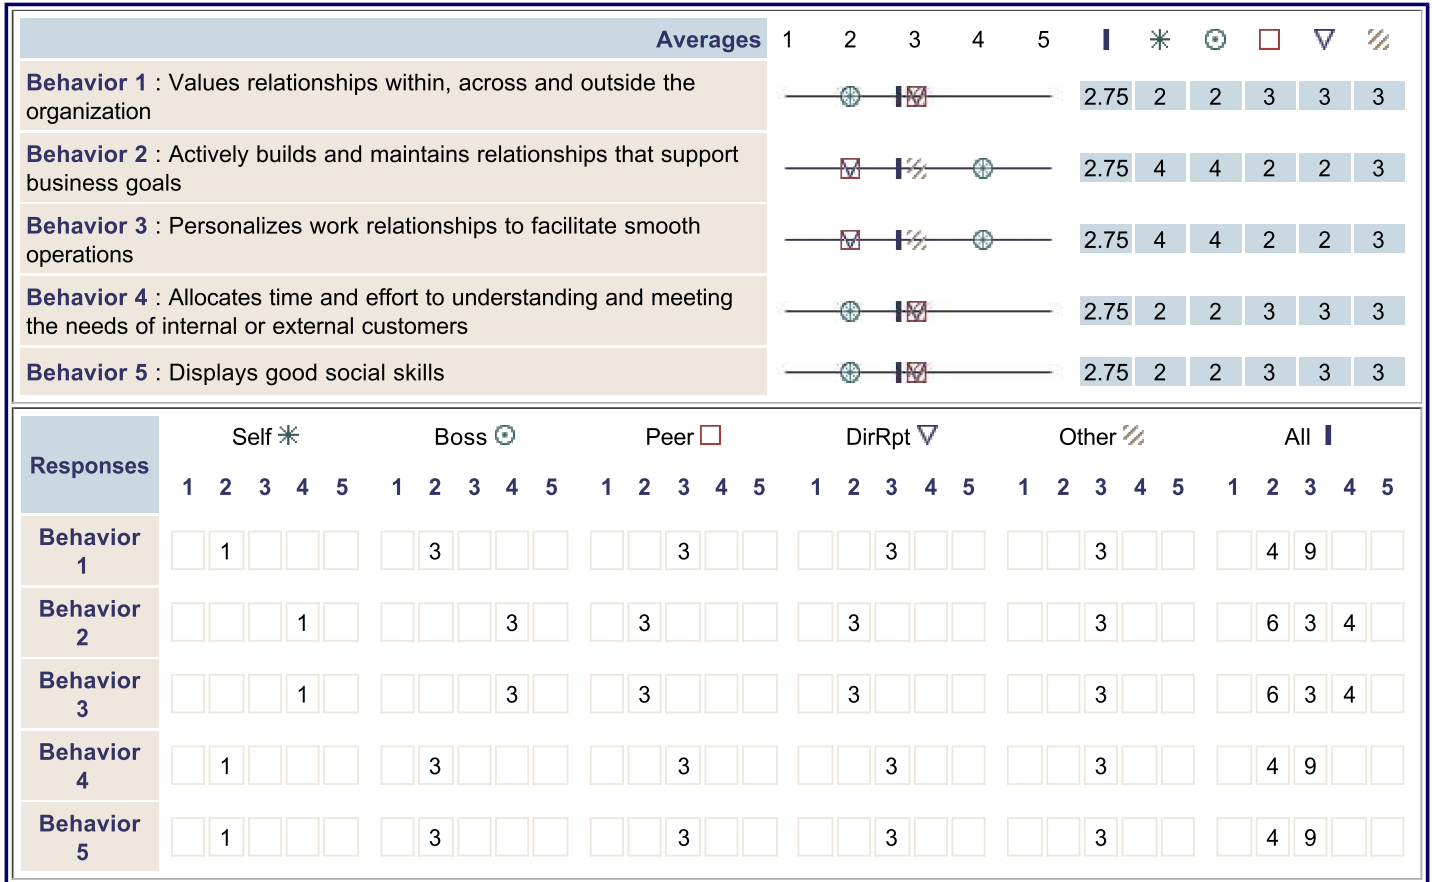 Averages 1 2 3 4 5
Behavior 1 : Values relationships within, across and outside the
organization
2.75 2 2 3 3 3
Behavior 2 : Actively builds and maintains relationships that support
business goals
2.75 4 4 2 2 3
Behavior 3 : Personalizes work relationships to facilitate smooth
operations
2.75 4 4 2 2 3
Behavior 4 : Allocates time and effort to understanding and meeting
the needs of internal or external customers
2.75 2 2 3 3 3
Behavior 5 : Displays good social skills
2.75 2 2 3 3 3
Responses
Self Boss Peer DirRpt Other All
1 2 3 4 5 1 2 3 4 5 1 2 3 4 5 1 2 3 4 5 1 2 3 4 5 1 2 3 4 5
Behavior
1
1 3 3 3 3 4 9
Behavior
2
1 3 3 3 3 6 3 4
Behavior
3
1 3 3 3 3 6 3 4
Behavior
4
1 3 3 3 3 4 9
Behavior
5
1 3 3 3 3 4 9